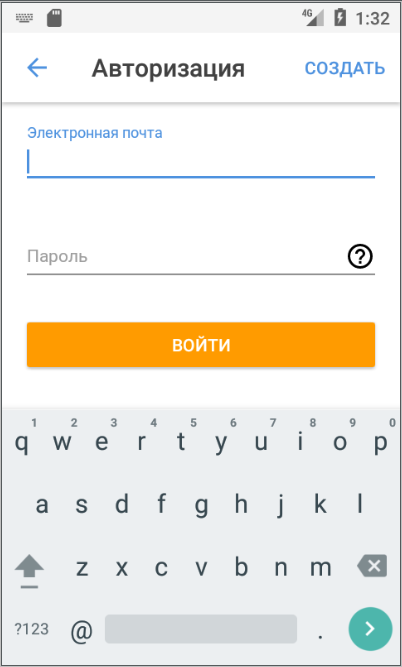 4G 1:32
Авторизация СОЗДАТЬ
Электронная почта
Пароль ?
ВОЙТИ
1 2 3 4 5 6 7 8 9 0
q w e r t y u i o p
a s d f g h j k l
z x c v b n m
?123 @ .